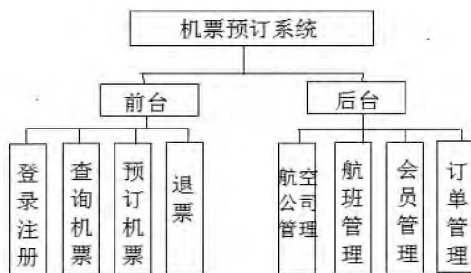 机票预订系统
前台
后台
登录注册
查询机票
预订机票
退票
航空公司管理
航班管理
会员管理
订单管理